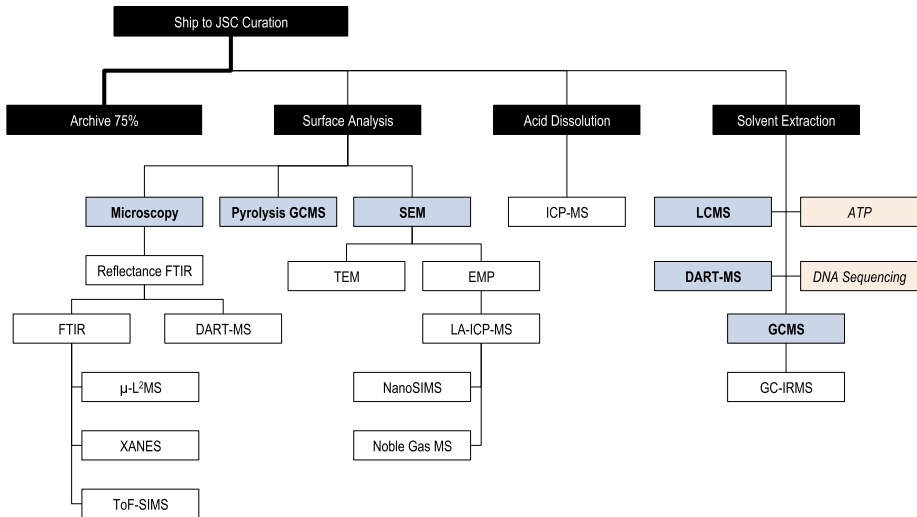 Ship to JSC Curation
Archive 75%
Surface Analysis
Acid Dissolution
Solvent Extraction
Microscopy
Pyrolysis GCMS
SEM
ICP-MS
LCMS
ATP
Reflectance FTIR
TEM
EMP
DART-MS
DNA Sequencing
FTIR
DART-MS
LA-ICP-MS
GCMS
μ-L²MS
NanoSIMS
GC-IRMS
XANES
Noble Gas MS
ToF-SIMS